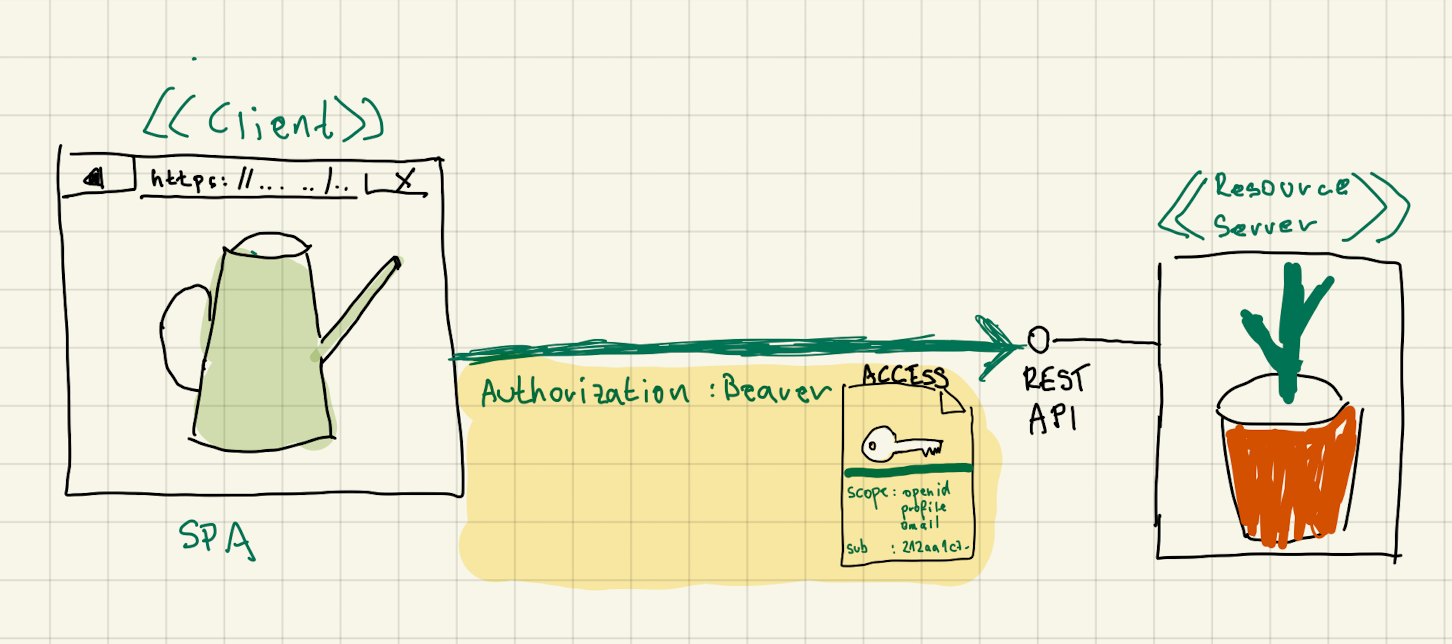 <<Client>>
https://... ../.. X
SPA
Authorization : Bearer
ACCESS
scope: openid
profile
email
sub : 212aa1c7-
REST
API
<<Resource
Server>>